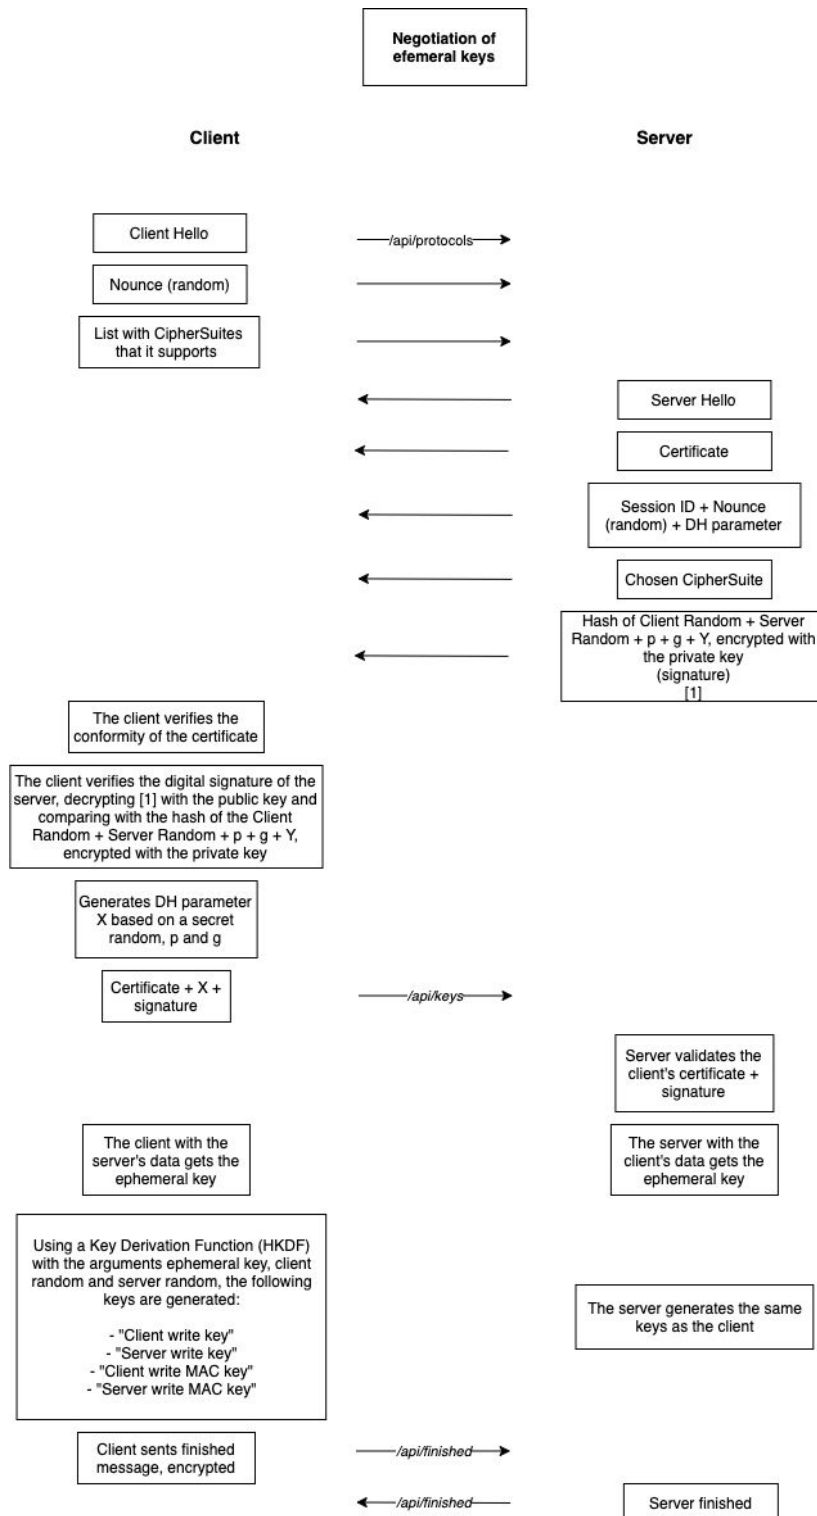 Negotiation of
efemeral keys
Client
Server
Client Hello
/api/protocols
Nounce (random)
List with CipherSuites
that it supports
Server Hello
Certificate
Session ID + Nounce
(random) + DH parameter
Chosen CipherSuite
Hash of Client Random + Server
Random + p + g + Y, encrypted with
the private key
(signature)
[1]
The client verifies the
conformity of the certificate
The client verifies the digital signature of the
server, decrypting [1] with the public key and
comparing with the hash of the Client
Random + Server Random + p + g + Y,
encrypted with the private key
Generates DH parameter
X based on a secret
random, p and g
Certificate + X +
signature
/api/keys
Server validates the
client's certificate +
signature
The client with the
server's data gets the
ephemeral key
The server with the
client's data gets the
ephemeral key
Using a Key Derivation Function (HKDF)
with the arguments ephemeral key, client
random and server random, the following
keys are generated:
- "Client write key"
- "Server write key"
- "Client write MAC key"
- "Server write MAC key"
The server generates the same
keys as the client
Client sents finished
message, encrypted
/api/finished
/api/finished
Server finished